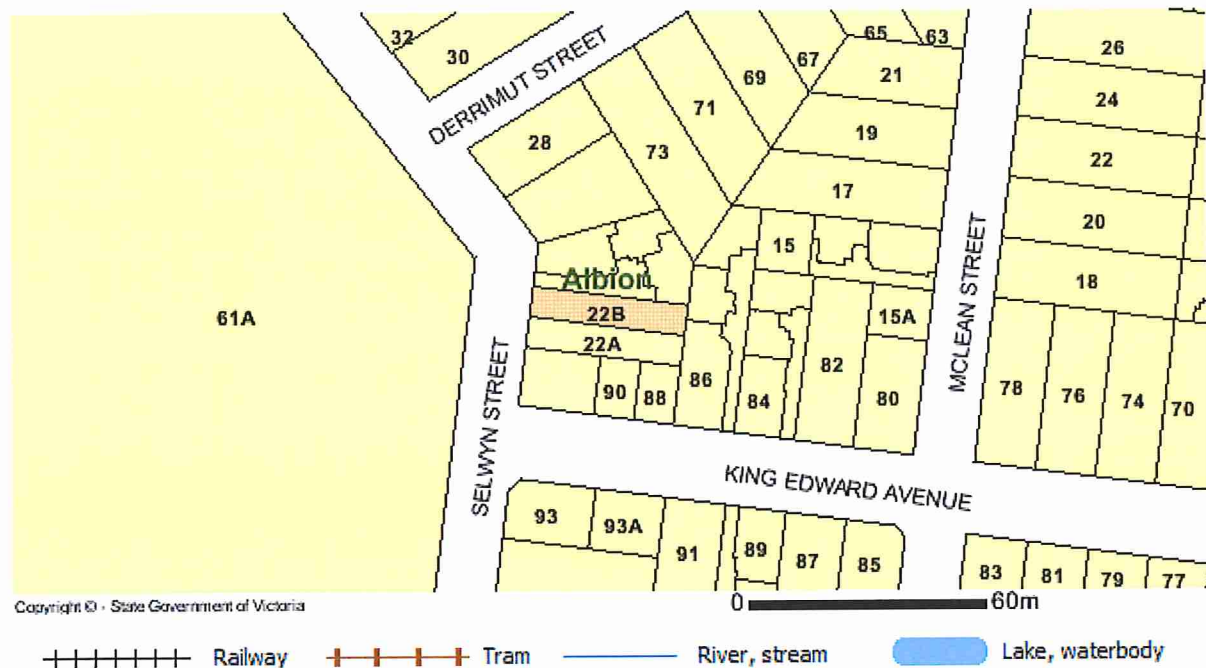 32
30
DERRIMUT STREET
65
63
67
21
69
71
26
24
28
73
19
22
17
20
15
MCLEAN STREET
18
Albion
61A
22B
15A
22A
SELWYN STREET
90
88
86
84
82
80
78
76
74
70
KING EDWARD AVENUE
93
93A
91
89
87
85
83
81
79
77
Copyright © - State Government of Victoria
0 60m
Railway Tram River, stream Lake, waterbody